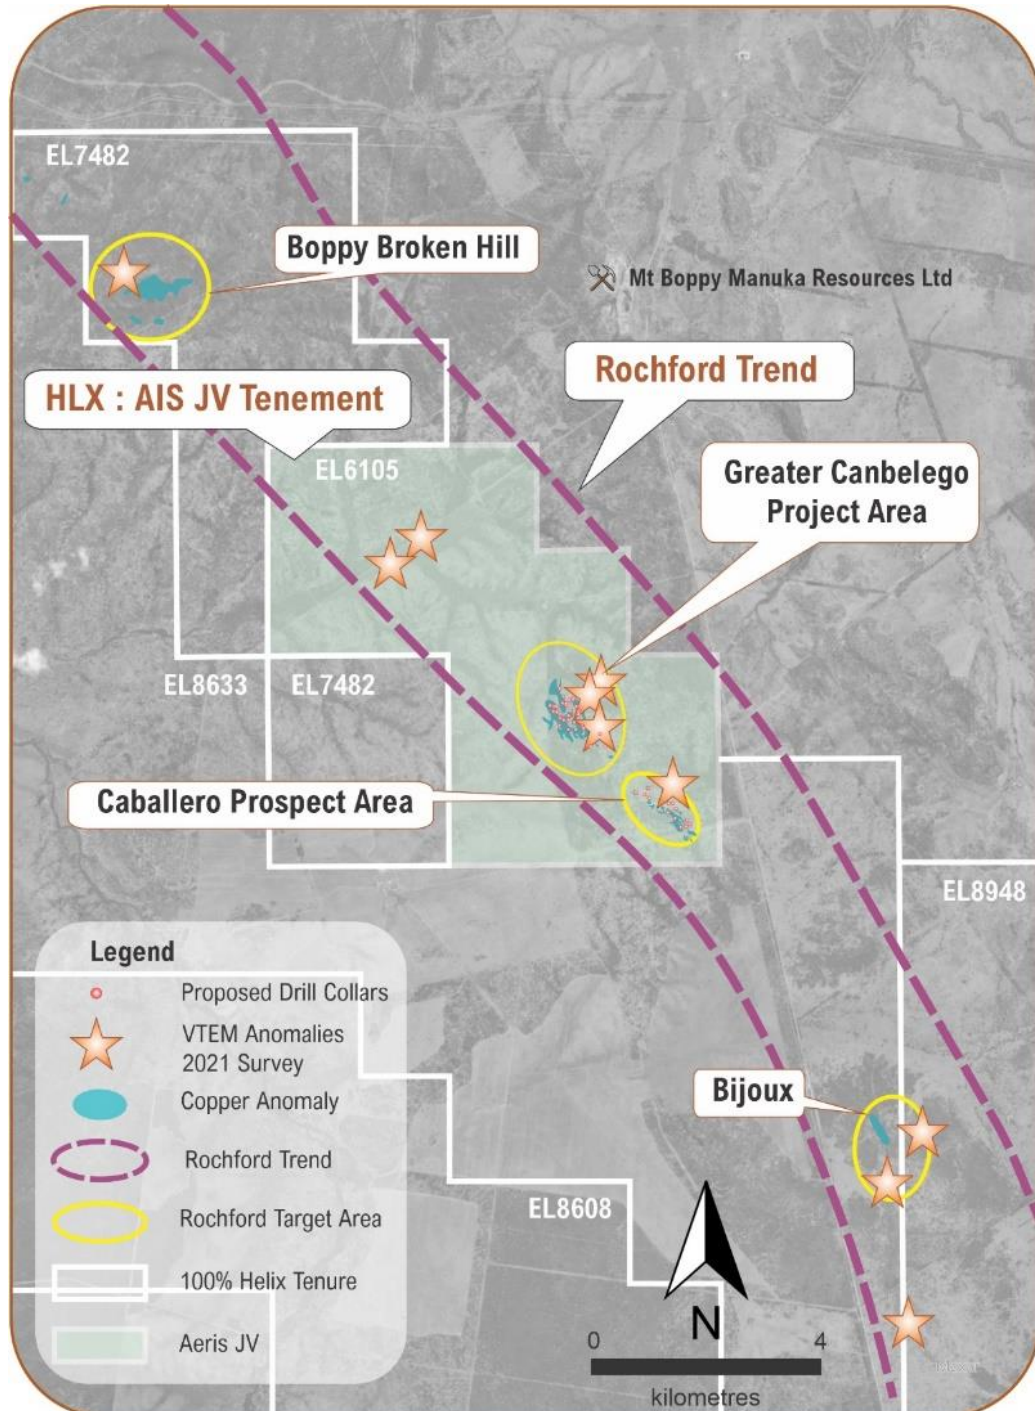 EL7482
Boppy Broken Hill
Mt Boppy Manuka Resources Ltd
Rochford Trend
HLX : AIS JV Tenement
EL6105
Greater Canbelego
Project Area
EL8633
EL7482
Caballero Prospect Area
EL8948
Legend
Proposed Drill Collars
VTEM Anomalies
2021 Survey
Copper Anomaly
Rochford Trend
Rochford Target Area
100% Helix Tenure
Aeris JV
Bijoux
EL8608
N
0
4
kilometres